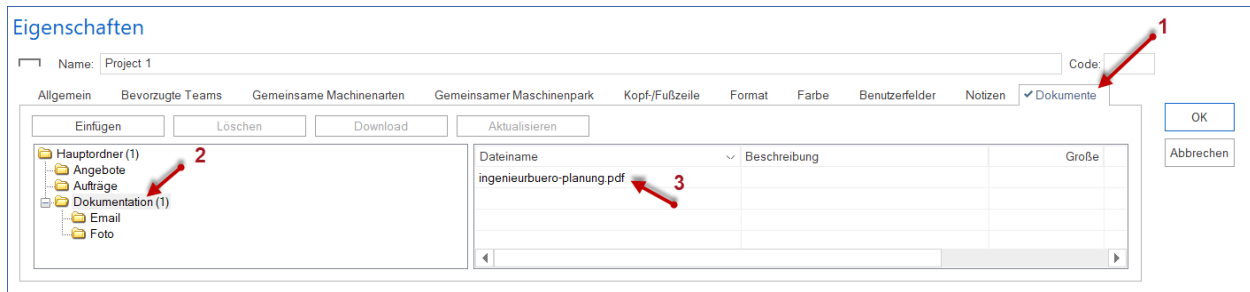 Eigenschaften
1
Name: Project 1 Code:
Allgemein Bevorzugte Teams Gemeinsame Machinenarten Gemeinsamer Maschinenpark Kopf-/Fußzeile Format Farbe Benutzerfelder Notizen Dokumente
Einfügen Löschen Download Aktualisieren OK
Hauptordner (1) 2 Dateiname Beschreibung Große Abbrechen
Angebote
Aufträge ingenieurbuero-planung.pdf 3
Dokumentation (1)
Email
Foto